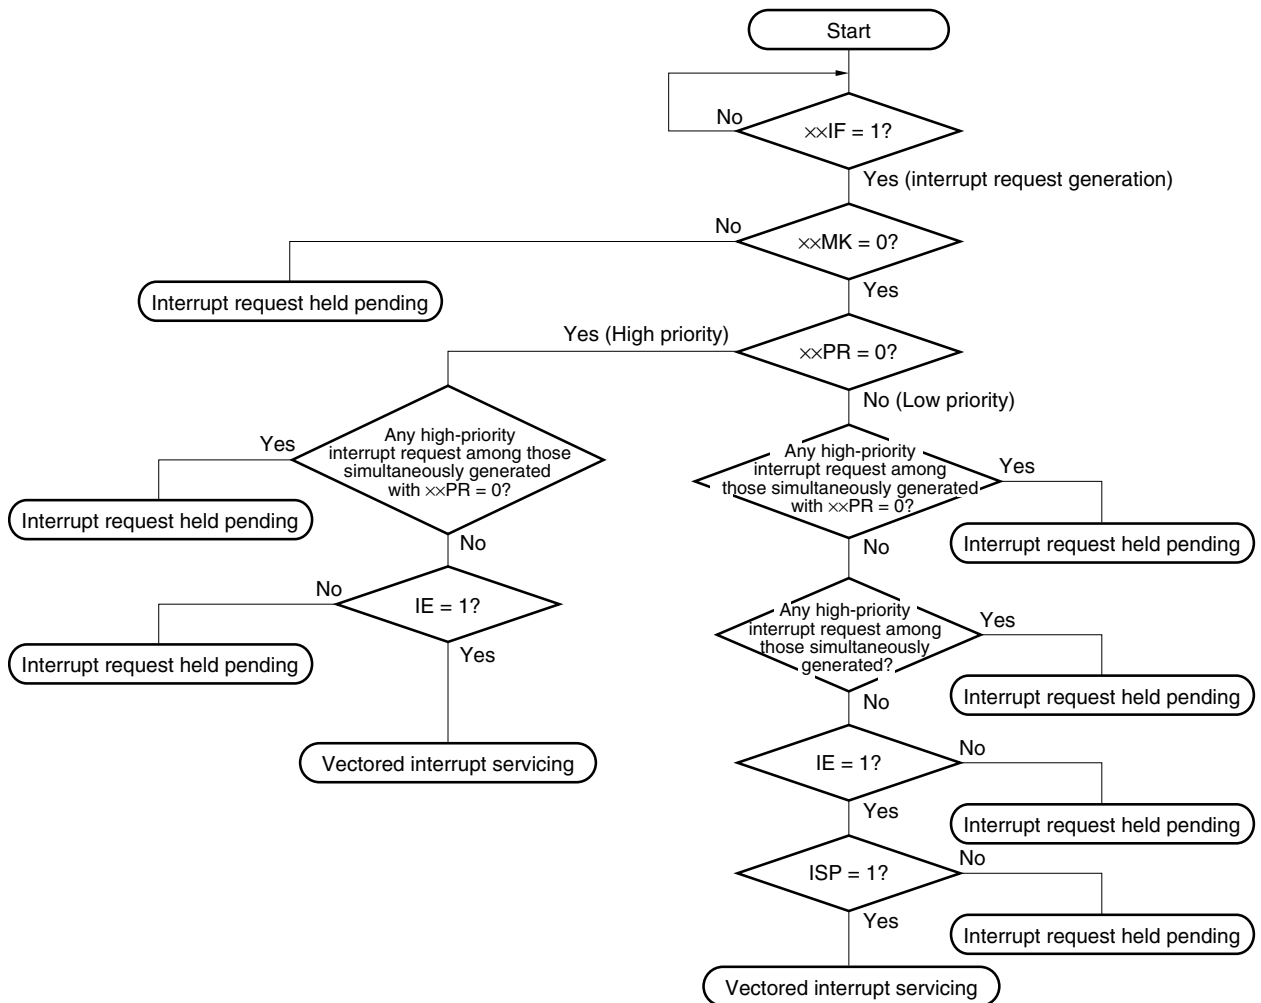 Start
No
××IF = 1?
Yes (interrupt request generation)
No
××MK = 0?
Interrupt request held pending
Yes
Yes (High priority)
××PR = 0?
No (Low priority)
Yes
Any high-priority
interrupt request among those
simultaneously generated
with ××PR = 0?
Any high-priority
interrupt request among
those simultaneously generated
with ××PR = 0?
Yes
Interrupt request held pending
Interrupt request held pending
No
No
No
IE = 1?
Any high-priority
interrupt request among
those simultaneously
generated?
Yes
Interrupt request held pending
Yes
Interrupt request held pending
No
Vectored interrupt servicing
IE = 1?
No
Yes
Interrupt request held pending
ISP = 1?
No
Yes
Interrupt request held pending
Vectored interrupt servicing